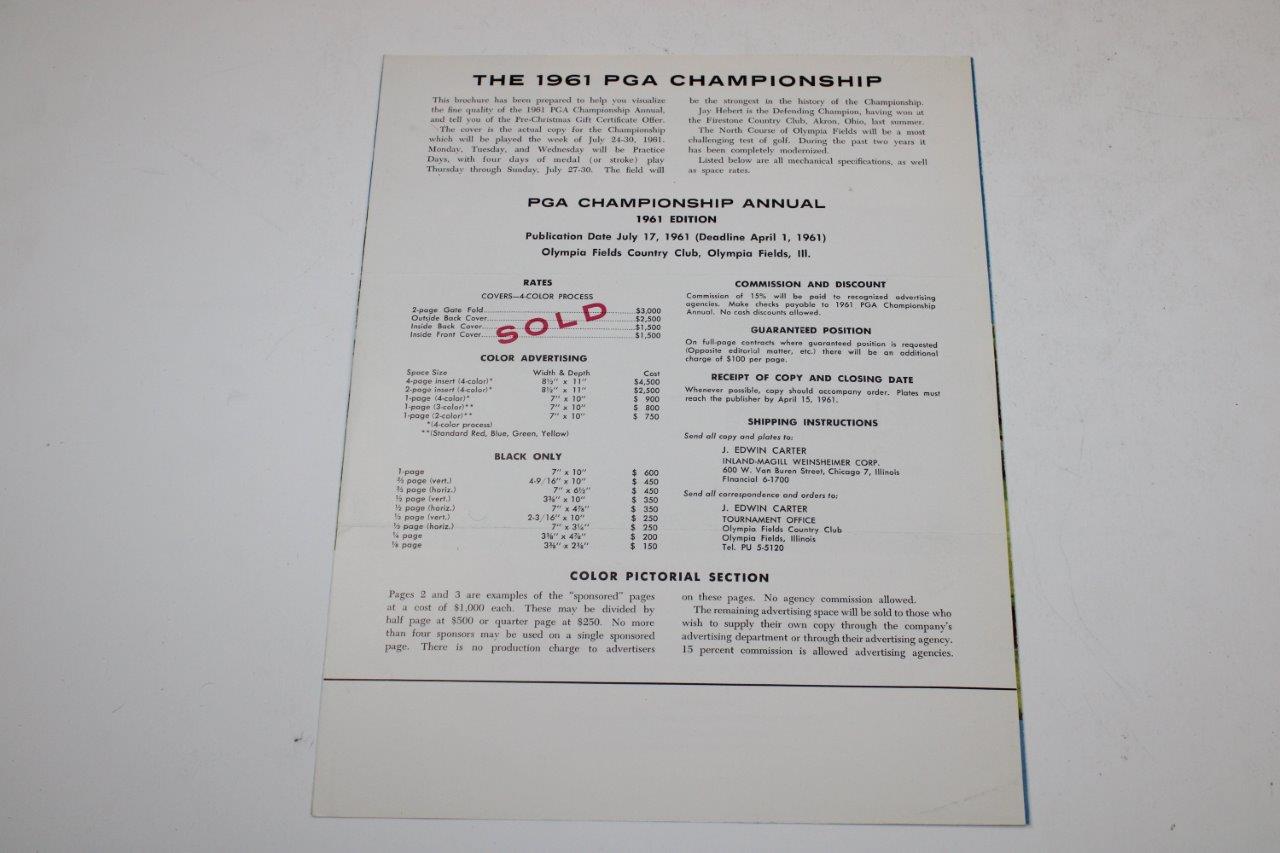 THE 1961 PGA CHAMPIONSHIP
This brochure has been prepared to help you visualize
the fine quality of the 1961 PGA Championship Annual,
and tell you of the Pre-Christmas Gift Certificate Offer.
The cover is the actual copy for the Championship
which will be played the week of July 24-30, 1961.
Monday, Tuesday, and Wednesday will be Practice
Days, with four days of medal (or stroke) play
Thursday through Sunday, July 27-30. The field will
be the strongest in the history of the Championship.
Jay Hebert is the Defending Champion, having won at
the Firestone Country Club, Akron, Ohio, last summer.
The North Course of Olympia Fields will be a most
challenging test of golf. During the past two years it
has been completely modernized.
Listed below are all mechanical specifications, as well
as space rates.
PGA CHAMPIONSHIP ANNUAL
1961 EDITION
Publication Date July 17, 1961 (Deadline April 1, 1961)
Olympia Fields Country Club, Olympia Fields, Ill.
RATES
COVERS—4-COLOR PROCESS
2-page Gate Fold $3,000
Outside Back Cover $2,500
Inside Back Cover $1,500
Inside Front Cover $1,500
SOLD
COLOR ADVERTISING
Space Size Width & Depth Cost
4-page insert (4-color)* 8½" x 11" $4,500
2-page insert (4-color)* 8½" x 11" $2,500
1-page (4-color)* 7" x 10" $ 900
1-page (3-color)** 7" x 10" $ 800
1-page (2-color)** 7" x 10" $ 750
*(4-color process)
**(Standard Red, Blue, Green, Yellow)
BLACK ONLY
1-page 7" x 10" $ 600
⅔ page (vert.) 4-9/16" x 10" $ 450
⅔ page (horiz.) 7" x 6½" $ 450
½ page (vert.) 3⅜" x 10" $ 350
½ page (horiz.) 7" x 4⅞" $ 350
⅓ page (vert.) 2-3/16" x 10" $ 250
⅓ page (horiz.) 7" x 3¼" $ 250
¼ page 3⅜" x 4⅞" $ 200
⅛ page 3⅜" x 2⅜" $ 150
COMMISSION AND DISCOUNT
Commission of 15% will be paid to recognized advertising
agencies. Make checks payable to 1961 PGA Championship
Annual. No cash discounts allowed.
GUARANTEED POSITION
On full-page contracts where guaranteed position is requested
(Opposite editorial matter, etc.) there will be an additional
charge of $100 per page.
RECEIPT OF COPY AND CLOSING DATE
Whenever possible, copy should accompany order. Plates must
reach the publisher by April 15, 1961.
SHIPPING INSTRUCTIONS
Send all copy and plates to:
J. EDWIN CARTER
INLAND-MAGILL WEINSHEIMER CORP.
600 W. Van Buren Street, Chicago 7, Illinois
FInancial 6-1700
Send all correspondence and orders to:
J. EDWIN CARTER
TOURNAMENT OFFICE
Olympia Fields Country Club
Olympia Fields, Illinois
Tel. PU 5-5120
COLOR PICTORIAL SECTION
Pages 2 and 3 are examples of the "sponsored" pages
at a cost of $1,000 each. These may be divided by
half page at $500 or quarter page at $250. No more
than four sponsors may be used on a single sponsored
page. There is no production charge to advertisers
on these pages. No agency commission allowed.
The remaining advertising space will be sold to those who
wish to supply their own copy through the company's
advertising department or through their advertising agency.
15 percent commission is allowed advertising agencies.